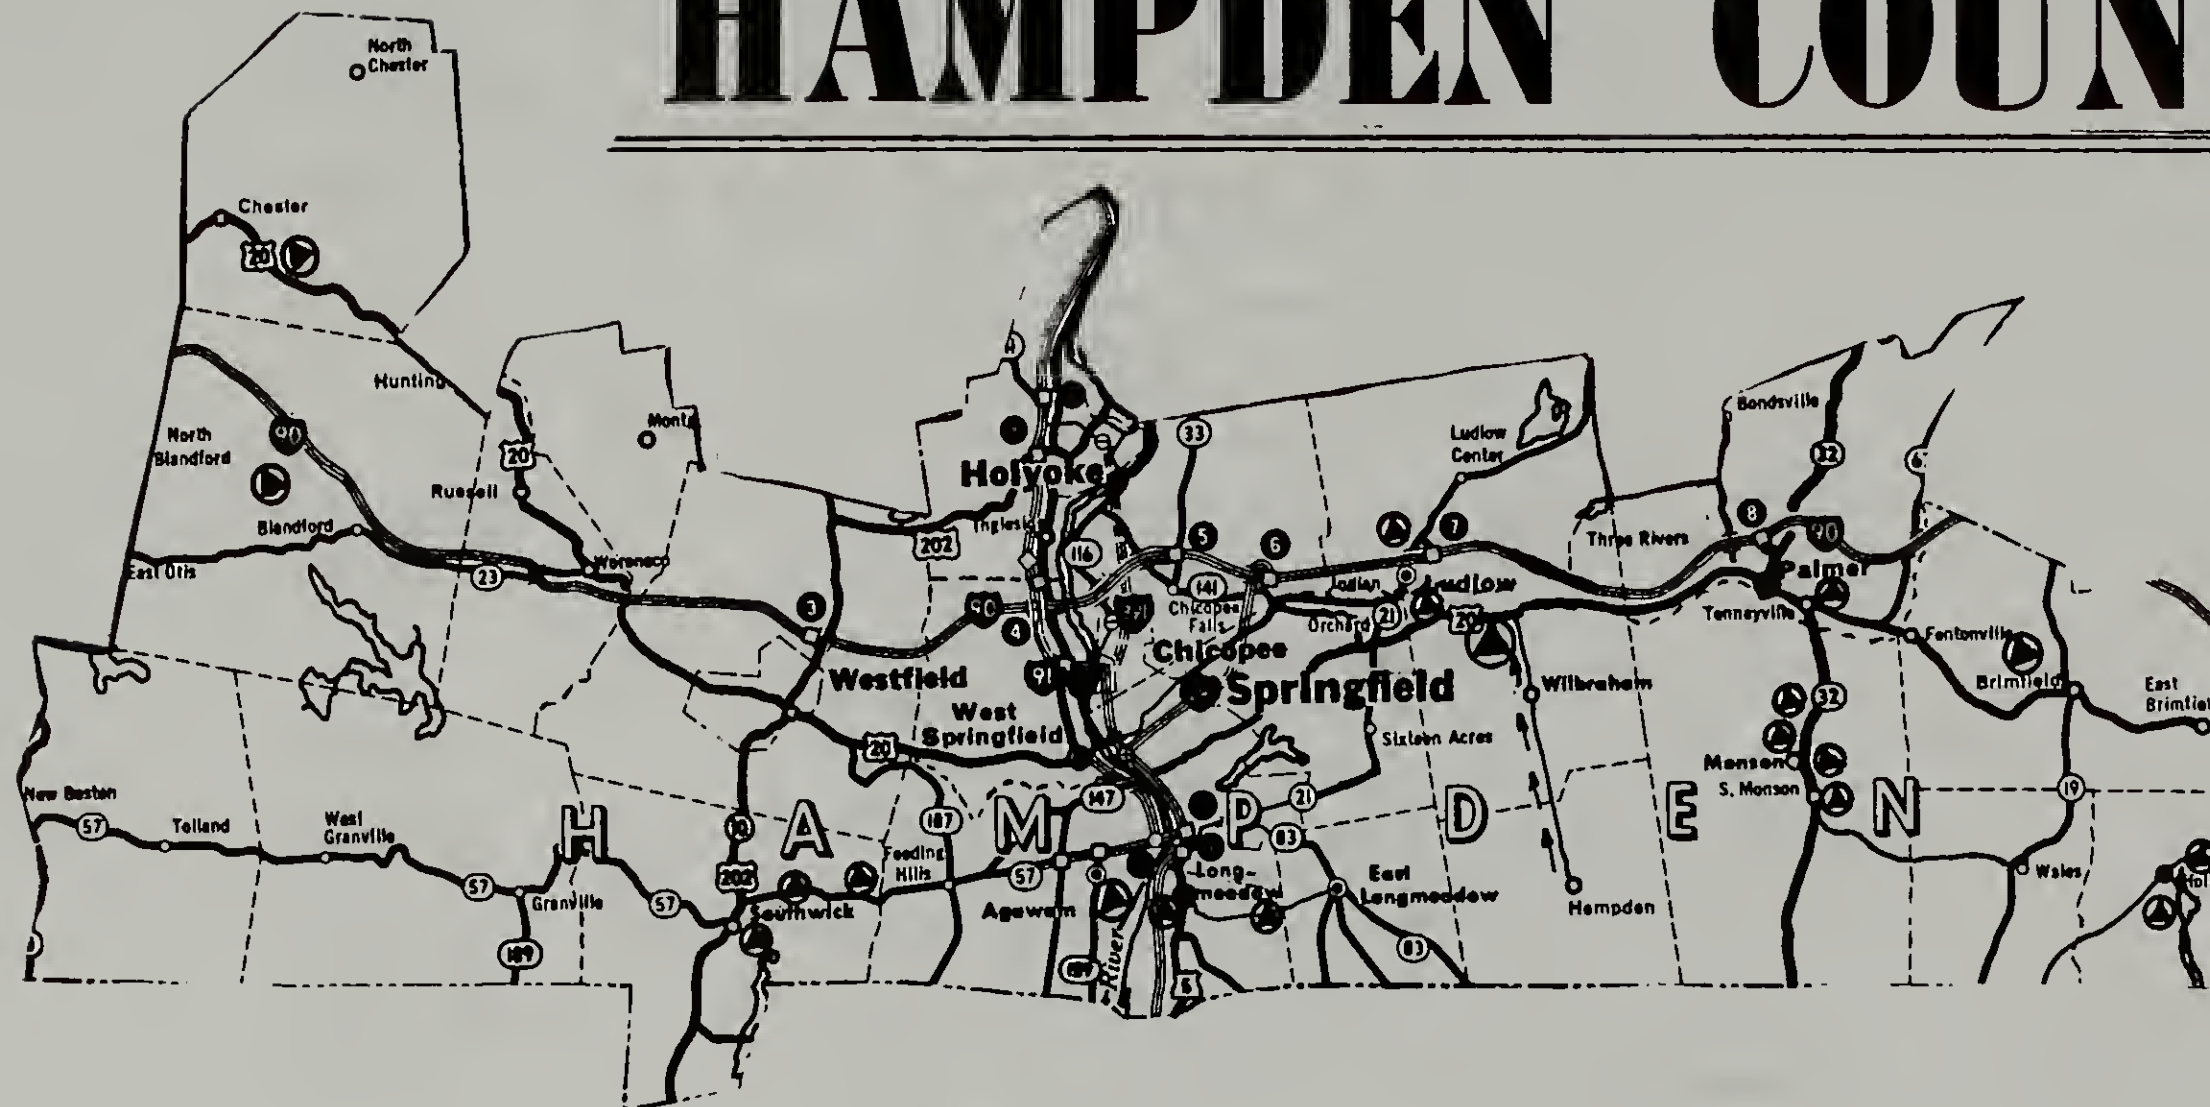 HAMPDEN COUN
North
Chester
Chester
20
Hunting
North
Blandford
90
20
Russell
Blandford
East Otis
23
Woronoco
Holyoke
202
116
33
5
6
7
8
Ludlow
Center
Bondsville
32
6
Three Rivers
90
Palmer
Tenneyville
Fentonville
141
Chicopee
Falls
Ludlow
Orchard
21
20
3
90
4
Westfield
91
Chicopee
Springfield
West
Springfield
20
Wilbraham
Sixteen Acres
32
Brimfield
East
Brimfiel
Monson
S. Monson
New Boston
57
Tolland
West
Granville
H A M P D E N
10
187
147
21
83
19
57
Granville
57
202
Southwick
Feeding
Hills
57
Agawam
Long-
meadow
East
Longmeadow
Hampden
Wales
Hol
189
River
5
83